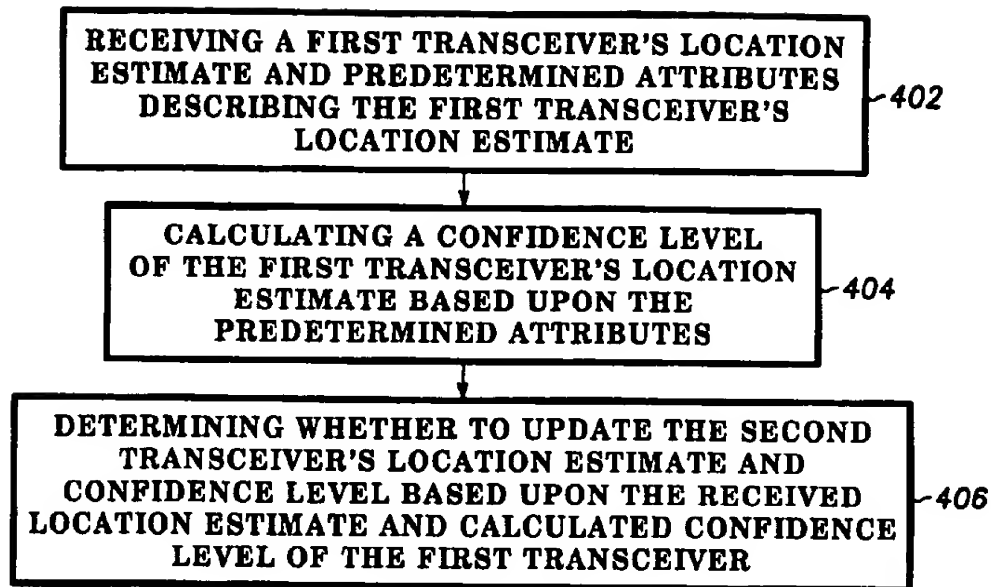 RECEIVING A FIRST TRANSCEIVER'S LOCATION
ESTIMATE AND PREDETERMINED ATTRIBUTES
DESCRIBING THE FIRST TRANSCEIVER'S
LOCATION ESTIMATE
402
CALCULATING A CONFIDENCE LEVEL
OF THE FIRST TRANSCEIVER'S LOCATION
ESTIMATE BASED UPON THE
PREDETERMINED ATTRIBUTES
404
DETERMINING WHETHER TO UPDATE THE SECOND
TRANSCEIVER'S LOCATION ESTIMATE AND
CONFIDENCE LEVEL BASED UPON THE RECEIVED
LOCATION ESTIMATE AND CALCULATED CONFIDENCE
LEVEL OF THE FIRST TRANSCEIVER
406